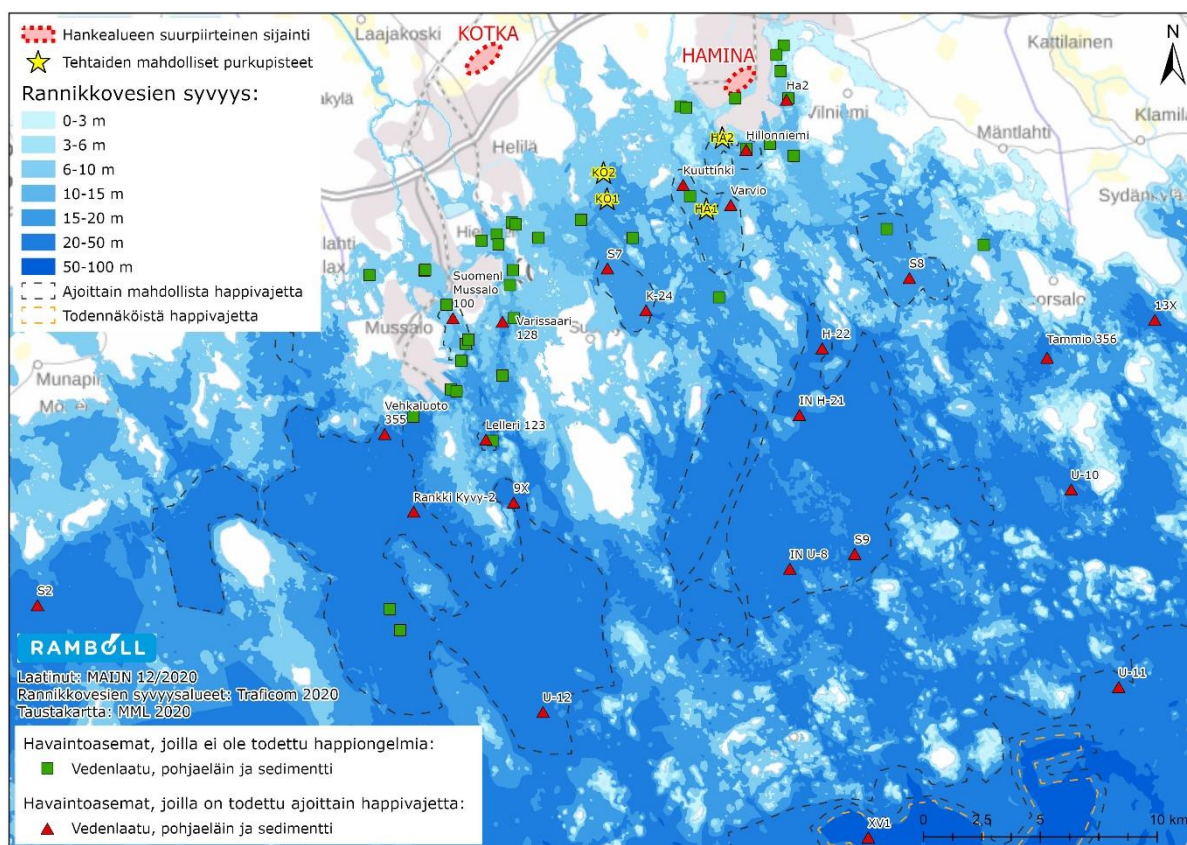 Hankealueen suurpiirteinen sijainti
Tehtaiden mahdolliset purkupisteet
Rannikkovesien syvyys:
0-3 m
3-6 m
6-10 m
10-15 m
15-20 m
20-50 m
50-100 m
Ajoittain mahdollista happivajetta
Todennäköistä happivajetta
Laajakoski
KOTKA
HAMINA
Kattilainen
N
Ha2
Vilniemi
Klamila
Mäntlahti
Helilä
HA2
Hillonniemi
KO2
Kuuttinki
KO1
HA1
Varvio
Sydänkylä
S7
S8
Suomenl
Mussalo
100
K-24
13X
Mussalo
Varissaari
128
H-22
Tammio 356
Vehkaluoto
355
IN H-21
Lelleri 123
U-10
Rankki Kyvy-2
9X
S9
IN U-8
S2
RAMBOLL
Laatinut: MAIJN 12/2020
Rannikkovesien syvyysalueet: Traficom 2020
Taustakartta: MML 2020
U-11
U-12
Havaintoasemat, joilla ei ole todettu happiongelmia:
Vedenlaatu, pohjaeläin ja sedimentti
Havaintoasemat, joilla on todettu ajoittain happivajetta:
Vedenlaatu, pohjaeläin ja sedimentti
XV1
0 2,5 5 10 km